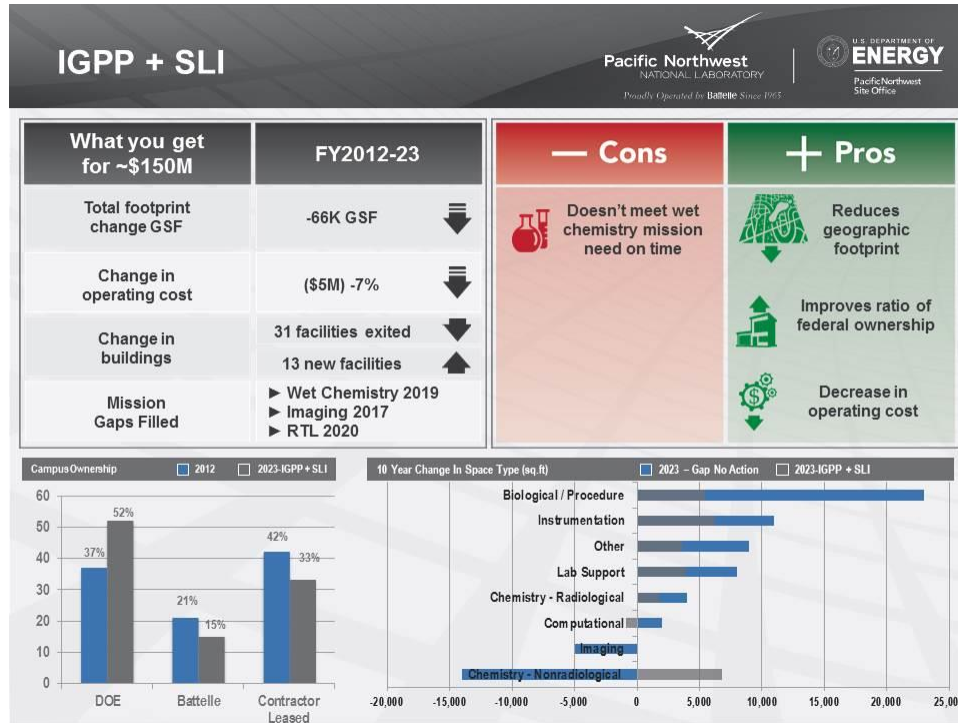 IGPP + SLI
Pacific Northwest
NATIONAL LABORATORY
Proudly Operated by Battelle Since 1965
U.S. DEPARTMENT OF
ENERGY
Pacific Northwest
Site Office
What you get
for ~$150M
FY2012-23
Total footprint
change GSF
-66K GSF
Change in
operating cost
($5M) -7%
Change in
buildings
31 facilities exited
13 new facilities
Mission
Gaps Filled
► Wet Chemistry 2019
► Imaging 2017
► RTL 2020
— Cons
+ Pros
Doesn't meet wet
chemistry mission
need on time
Reduces
geographic
footprint
Improves ratio of
federal ownership
$
Decrease in
operating cost
Campus Ownership
2012
2023-IGPP + SLI
60
50
40
30
20
10
0
37%
52%
21%
15%
42%
33%
DOE
Battelle
Contractor
Leased
10 Year Change In Space Type (sq.ft)
2023 – Gap No Action
2023-IGPP + SLI
Biological / Procedure
Instrumentation
Other
Lab Support
Chemistry - Radiological
Computational
Imaging
Chemistry - Nonradiological
-20,000
-15,000
-10,000
-5,000
0
5,000
10,000
15,000
20,000
25,000